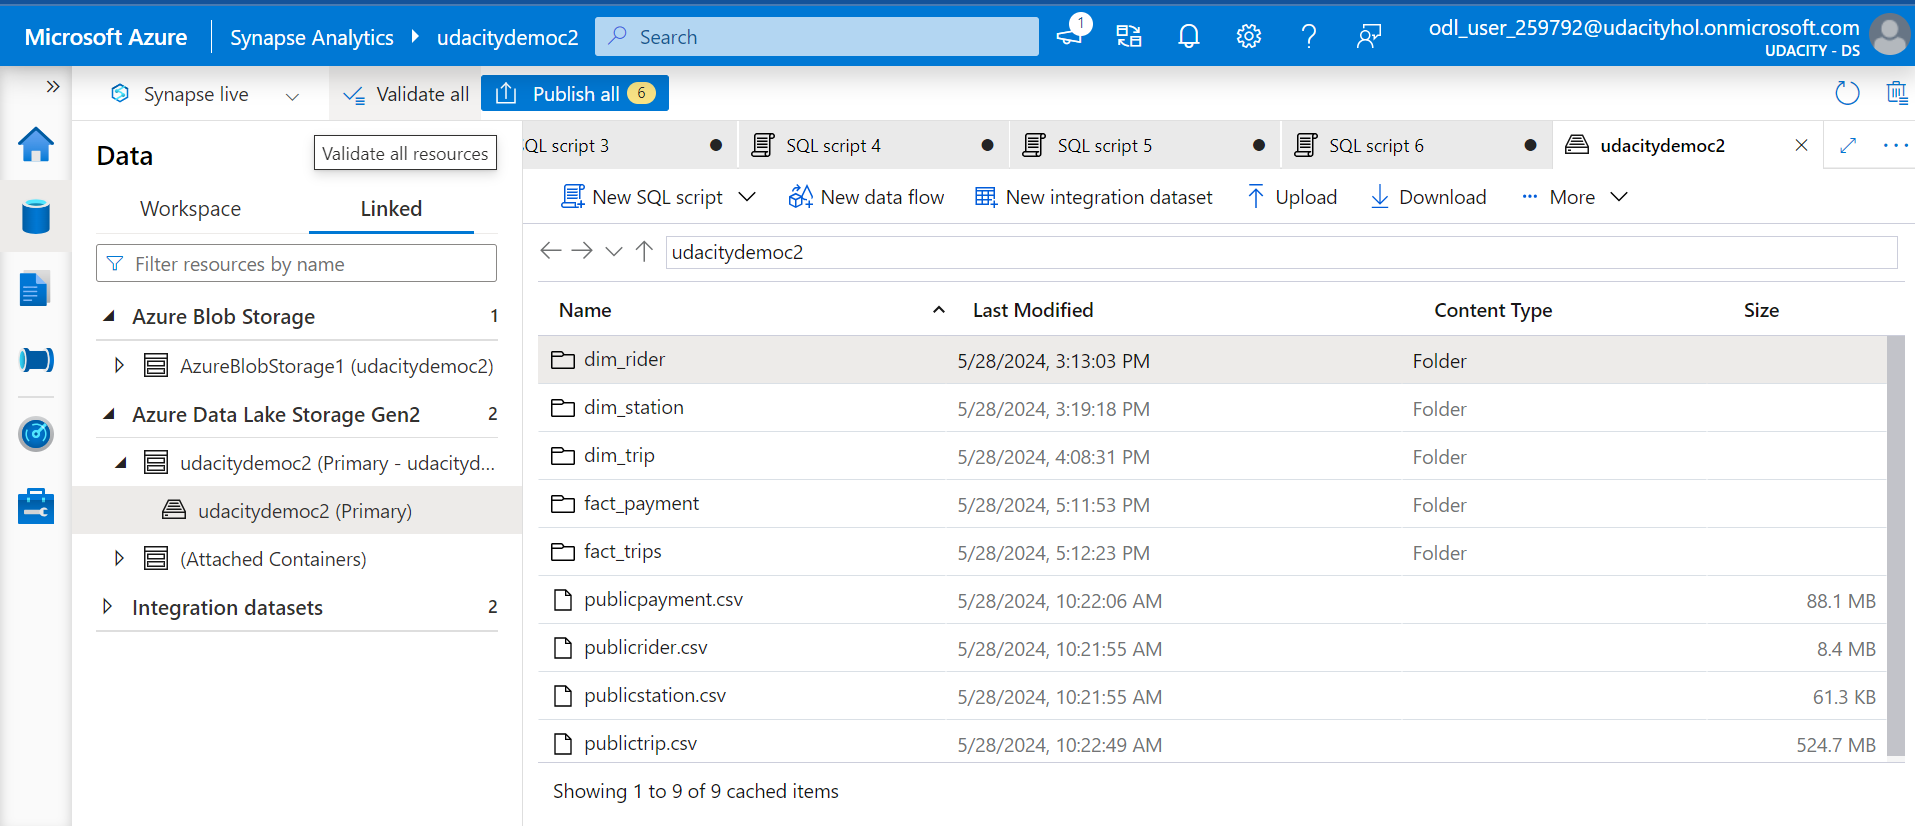 Microsoft Azure Synapse Analytics udacitydemoc2 Search 1 odl_user_259792@udacityhol.onmicrosoft.com
UDACITY - DS
Synapse live Validate all Publish all 6
Data
Validate all resources
Workspace Linked
Filter resources by name
Azure Blob Storage 1
AzureBlobStorage1 (udacitydemoc2)
Azure Data Lake Storage Gen2 2
udacitydemoc2 (Primary - udacityd...
udacitydemoc2 (Primary)
(Attached Containers)
Integration datasets 2
QL script 3 SQL script 4 SQL script 5 SQL script 6 udacitydemoc2
New SQL script New data flow New integration dataset Upload Download More
udacitydemoc2
Name Last Modified Content Type Size
dim_rider 5/28/2024, 3:13:03 PM Folder
dim_station 5/28/2024, 3:19:18 PM Folder
dim_trip 5/28/2024, 4:08:31 PM Folder
fact_payment 5/28/2024, 5:11:53 PM Folder
fact_trips 5/28/2024, 5:12:23 PM Folder
publicpayment.csv 5/28/2024, 10:22:06 AM 88.1 MB
publicrider.csv 5/28/2024, 10:21:55 AM 8.4 MB
publicstation.csv 5/28/2024, 10:21:55 AM 61.3 KB
publictrip.csv 5/28/2024, 10:22:49 AM 524.7 MB
Showing 1 to 9 of 9 cached items